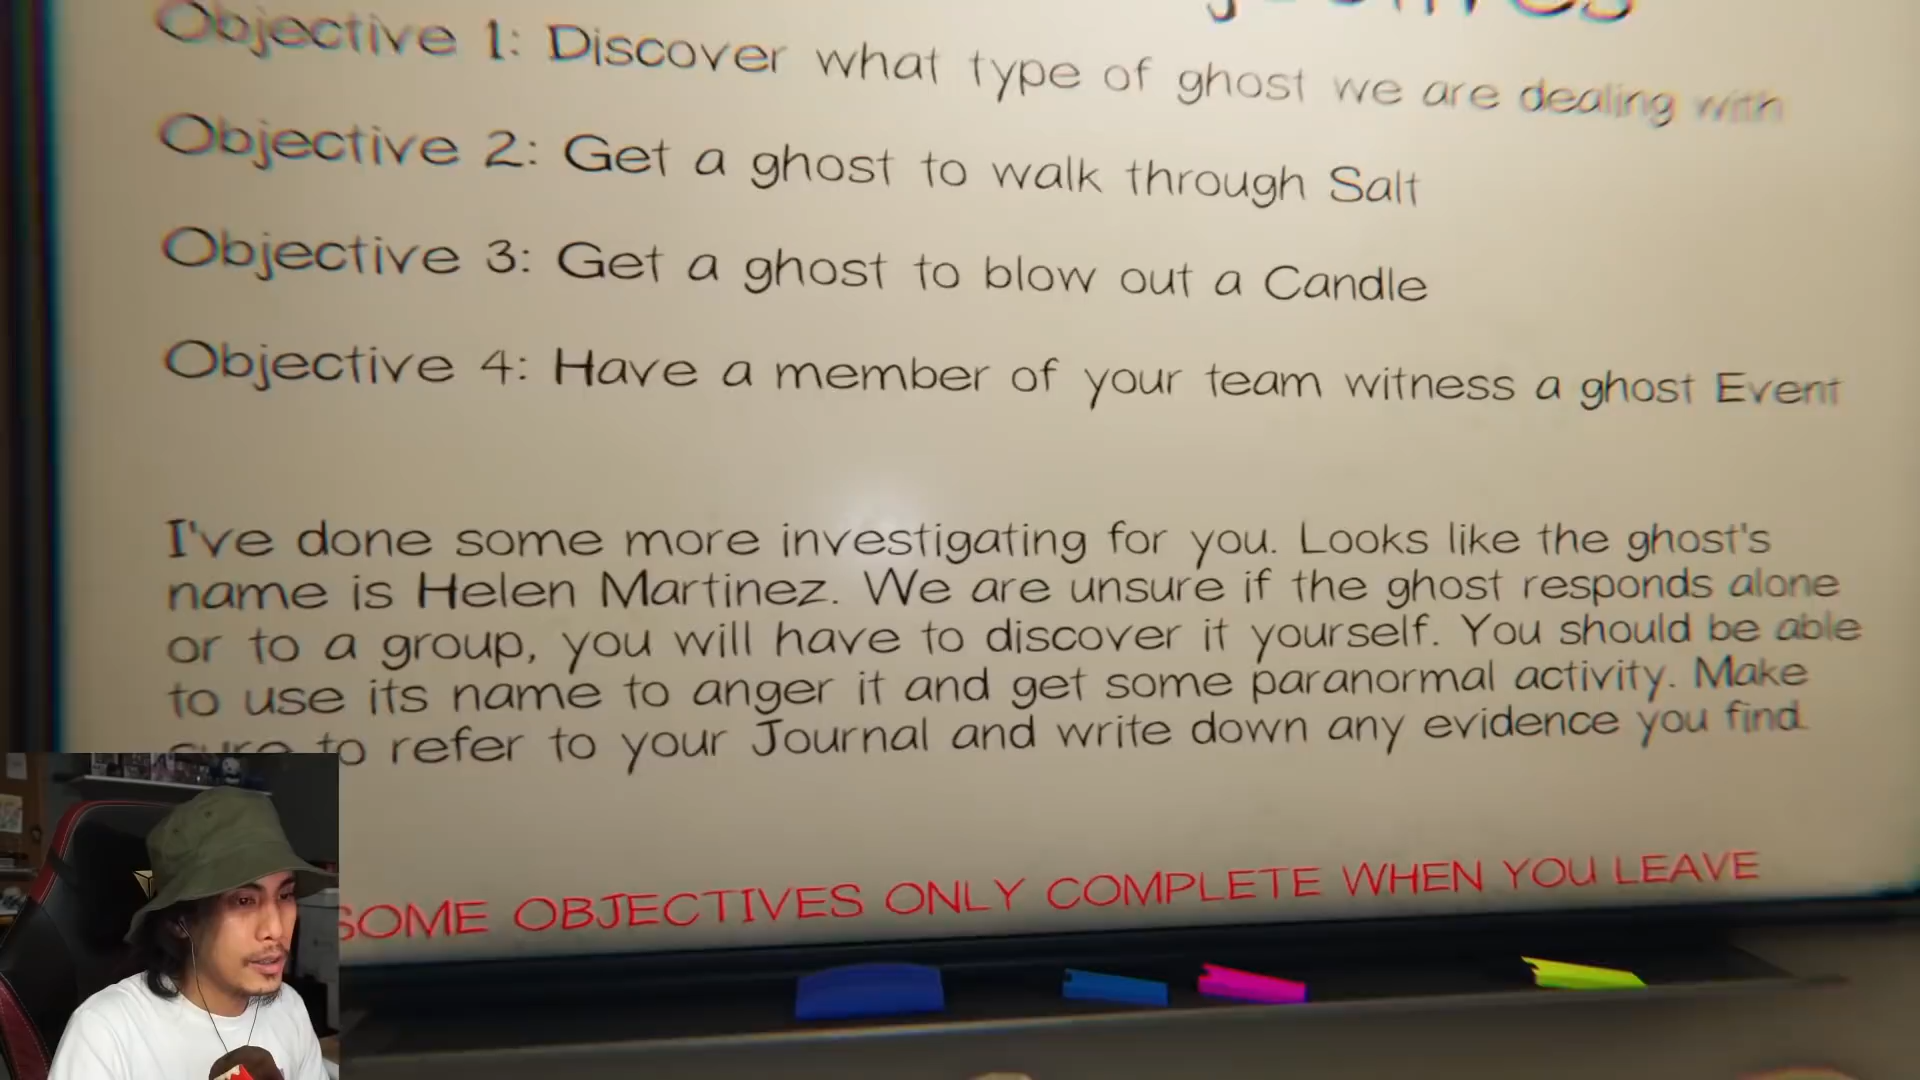 Objective 1: Discover what type of ghost we are dealing with
Objective 2: Get a ghost to walk through Salt
Objective 3: Get a ghost to blow out a Candle
Objective 4: Have a member of your team witness a ghost Event
I've done some more investigating for you. Looks like the ghost's
name is Helen Martinez. We are unsure if the ghost responds alone
or to a group, you will have to discover it yourself. You should be able
to use its name to anger it and get some paranormal activity. Make
sure to refer to your Journal and write down any evidence you find.
SOME OBJECTIVES ONLY COMPLETE WHEN YOU LEAVE